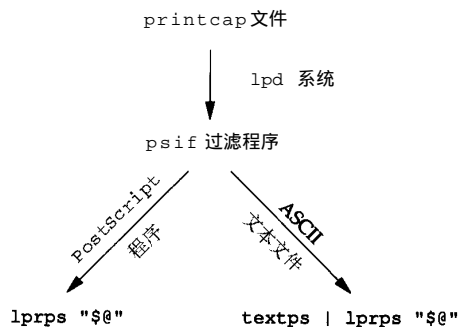 printcap文件
lpd 系统
psif 过滤程序
PostScript
程序
ASCII
文本文件
lprps "$@"
textps | lprps "$@"